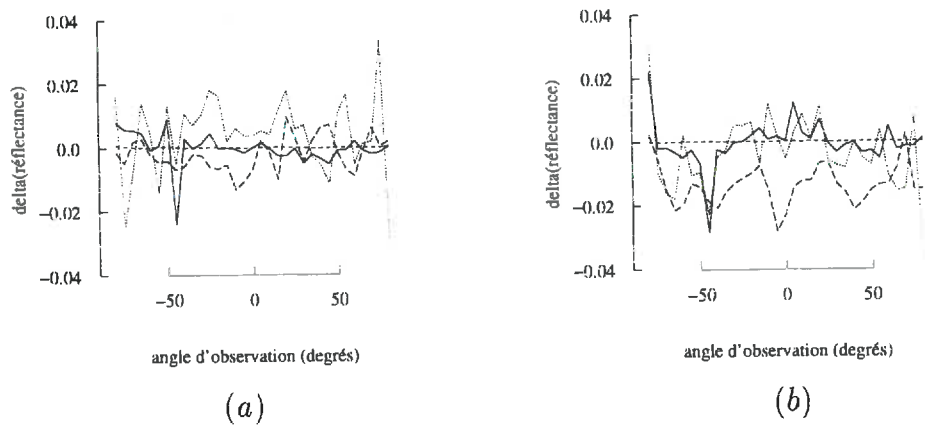 0.04
0.02
0.0
−0.02
−0.04
delta(réflectance)
−50 0 50
angle d'observation (degrés)
(a)
0.04
0.02
0.0
−0.02
−0.04
delta(réflectance)
−50 0 50
angle d'observation (degrés)
(b)